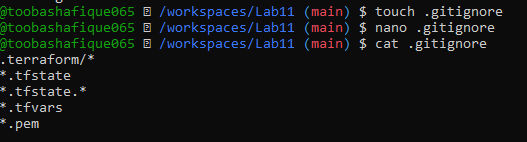 @toobashafique065 ⍰ /workspaces/Lab11 (main) $ touch .gitignore
@toobashafique065 ⍰ /workspaces/Lab11 (main) $ nano .gitignore
@toobashafique065 ⍰ /workspaces/Lab11 (main) $ cat .gitignore
.terraform/*
*.tfstate
*.tfstate.*
*.tfvars
*.pem